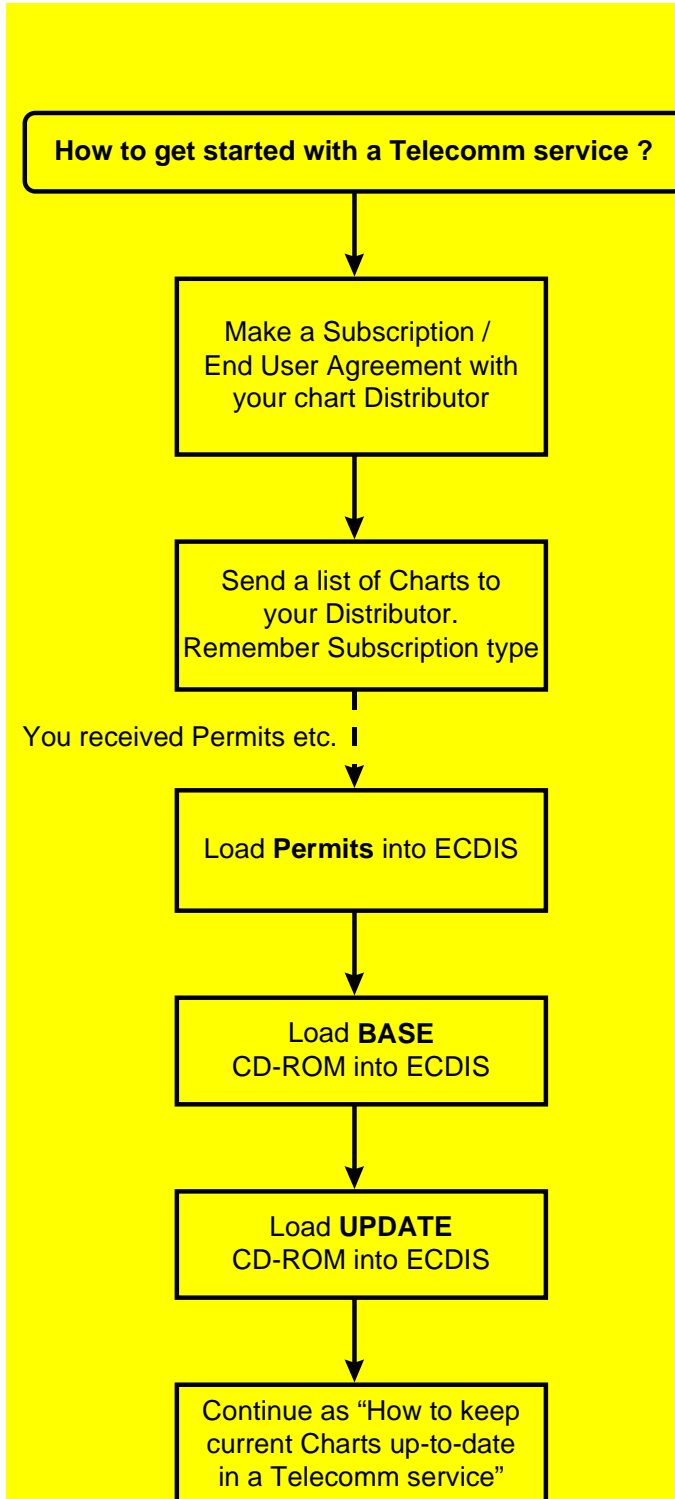 How to get started with a Telecomm service ?
Make a Subscription /
End User Agreement with
your chart Distributor
Send a list of Charts to
your Distributor.
Remember Subscription type
You received Permits etc.
Load Permits into ECDIS
Load BASE
CD-ROM into ECDIS
Load UPDATE
CD-ROM into ECDIS
Continue as “How to keep
current Charts up-to-date
in a Telecomm service”